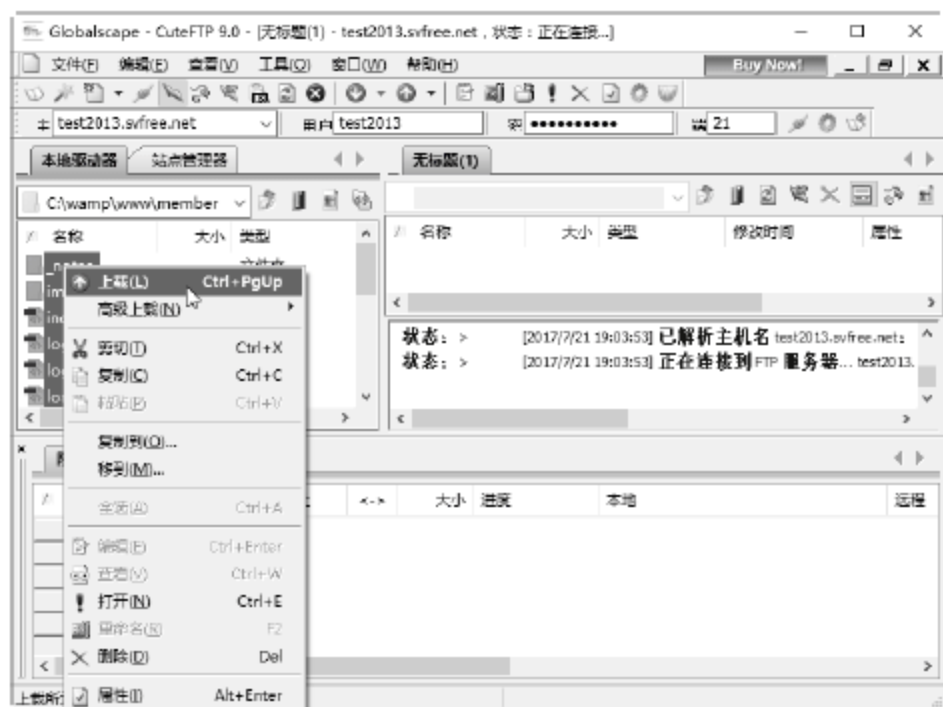 Globalscape - CuteFTP 9.0 - [无标题(1) - test2013.svfree.net，状态：正在连接...]
文件(F) 编辑(E) 查看(V) 工具(Q) 窗口(W) 帮助(H) Buy Now!
主 test2013.svfree.net 用户 test2013 密 ●●●●●●●●●● 端 21
本地驱动器 站点管理器 无标题(1)
C:\wamp\www\member
名称 大小 类型 名称 大小 类型 修改时间 属性
上载(L) Ctrl+PgUp
高级上载(N)
剪切(T) Ctrl+X
复制(C) Ctrl+C
粘贴(P) Ctrl+V
状态：> [2017/7/21 19:03:53] 已解析主机名 test2013.svfree.net:
状态：> [2017/7/21 19:03:53] 正在连接到 FTP 服务器... test2013.
复制到(O)...
移到(M)...
全选(A) Ctrl+A
<-> 大小 进度 本地 远程
编辑(E) Ctrl+Enter
查看(V) Ctrl+W
打开(N) Ctrl+E
重命名(R) F2
删除(D) Del
属性(I) Alt+Enter